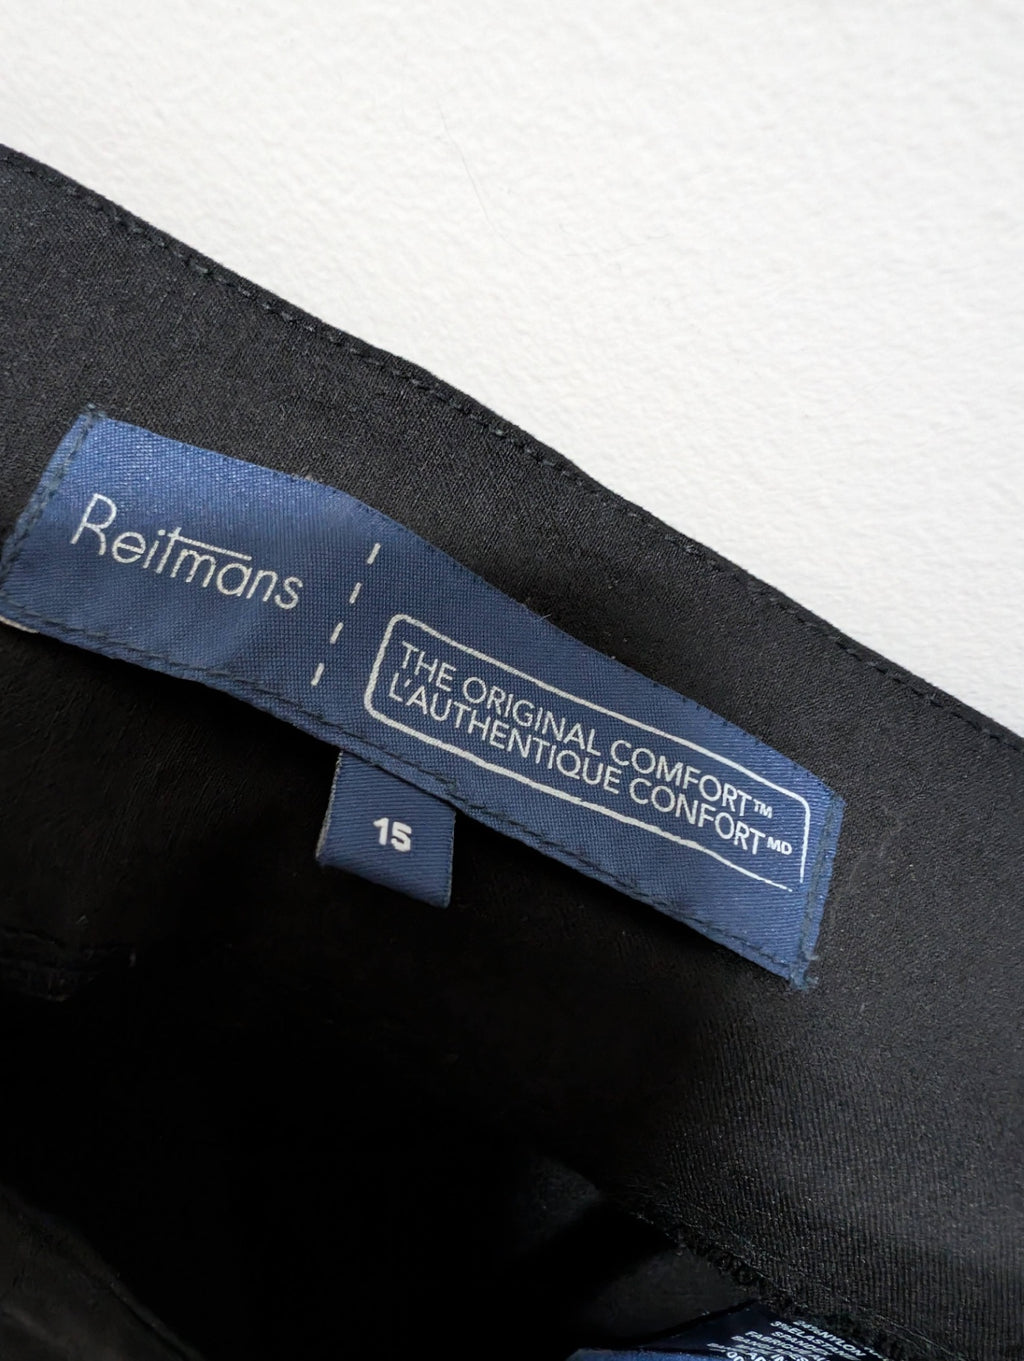 Reitmans
THE ORIGINAL COMFORT™
L'AUTHENTIQUE CONFORT MD
15